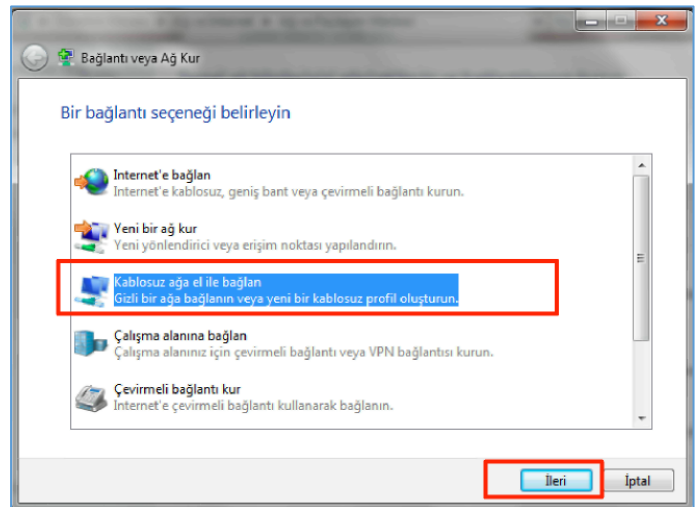 Bağlantı veya Ağ Kur
Bir bağlantı seçeneği belirleyin
Internet'e bağlan
Internet'e kablosuz, geniş bant veya çevirmeli bağlantı kurun.
Yeni bir ağ kur
Yeni yönlendirici veya erişim noktası yapılandırın.
Kablosuz ağa el ile bağlan
Gizli bir ağa bağlanın veya yeni bir kablosuz profil oluşturun.
Çalışma alanına bağlan
Çalışma alanınız için çevirmeli bağlantı veya VPN bağlantısı kurun.
Çevirmeli bağlantı kur
Internet'e çevirmeli bağlantı kullanarak bağlanın.
İleri İptal